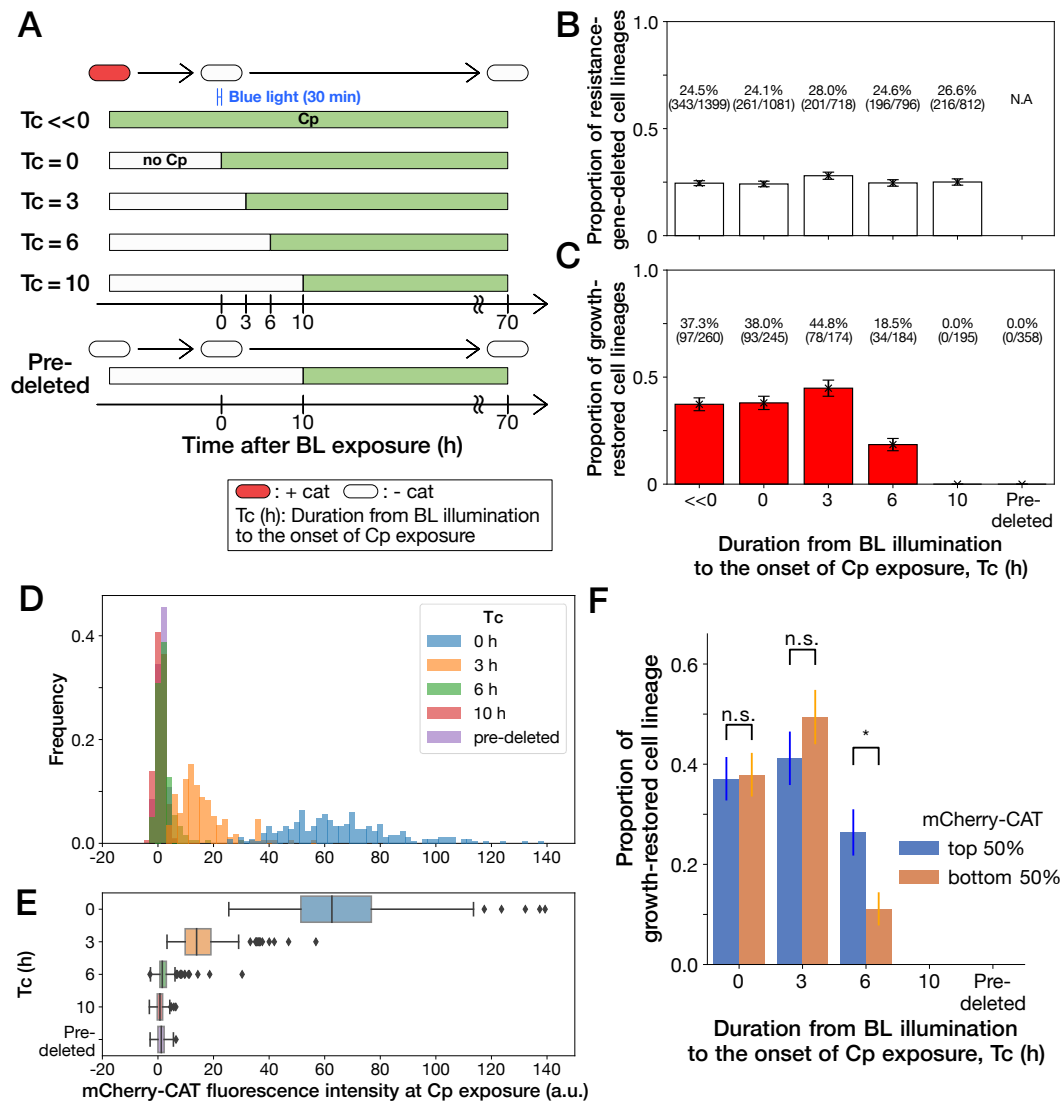 A
Blue light (30 min)
Tc <<0
Cp
Tc = 0
no Cp
Tc = 3
Tc = 6
Tc = 10
0 3 6 10 70
Pre-
deleted
0 10 70
Time after BL exposure (h)
: + cat : - cat
Tc (h): Duration from BL illumination
to the onset of Cp exposure
B
Proportion of resistance-
gene-deleted cell lineages
1.0
0.5
0
24.5% 24.1% 28.0% 24.6% 26.6%
(343/1399) (261/1081) (201/718) (196/796) (216/812)
N.A
C
Proportion of growth-
restored cell lineages
1.0
0.5
0
37.3% 38.0% 44.8% 18.5% 0.0% 0.0%
(97/260) (93/245) (78/174) (34/184) (0/195) (0/358)
<<0 0 3 6 10 Pre-
deleted
Duration from BL illumination
to the onset of Cp exposure, Tc (h)
D
Frequency
0.4
0.2
0.0
-20 0 20 40 60 80 100 120 140
Tc
0 h
3 h
6 h
10 h
pre-deleted
E
Tc (h)
0
3
6
10
Pre-
deleted
-20 0 20 40 60 80 100 120 140
mCherry-CAT fluorescence intensity at Cp exposure (a.u.)
F
Proportion of
growth-restored cell lineage
0.6
0.4
0.2
0.0
n.s.
n.s.
*
mCherry-CAT
top 50%
bottom 50%
0 3 6 10 Pre-
deleted
Duration from BL illumination
to the onset of Cp exposure, Tc (h)